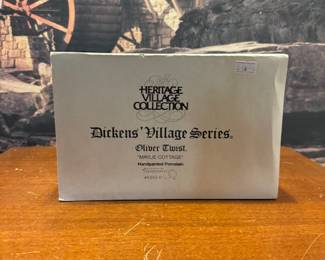 HERITAGE
VILLAGE
COLLECTION
Dickens' Village Series®
Oliver Twist
"MAYLIE COTTAGE"
Handpainted Porcelain